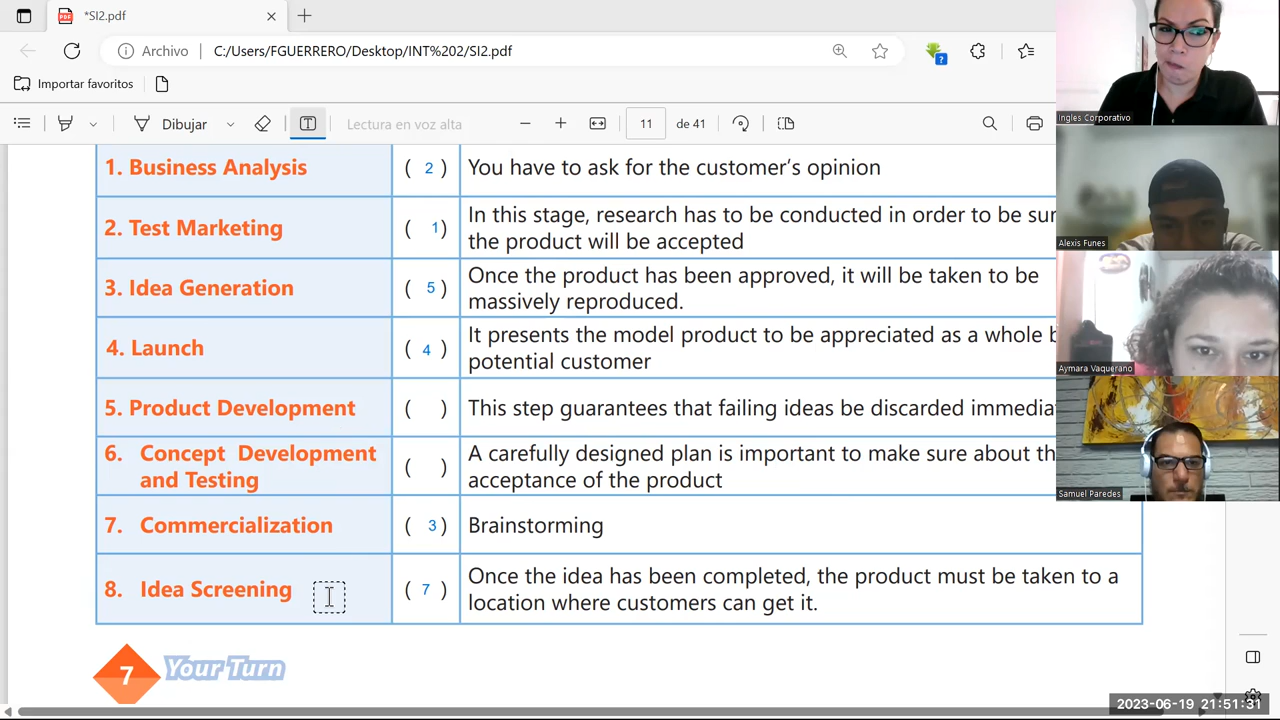 *SI2.pdf
Archivo
C:/Users/FGUERRERO/Desktop/INT%202/SI2.pdf
Importar favoritos
Dibujar
Lectura en voz alta
11
de 41
1. Business Analysis
( 2 )
You have to ask for the customer's opinion
2. Test Marketing
( 1)
In this stage, research has to be conducted in order to be
the product will be accepted
3. Idea Generation
( 5 )
Once the product has been approved, it will be taken to be
massively reproduced.
4. Launch
( 4 )
It presents the model product to be appreciated as a whole
potential customer
5. Product Development
( )
This step guarantees that failing ideas be discarded
6. Concept Development
and Testing
( )
A carefully designed plan is important to make sure about
acceptance of the product
7. Commercialization
( 3 )
Brainstorming
8. Idea Screening
( 7 )
Once the idea has been completed, the product must be taken to a
location where customers can get it.
7
Your Turn
Ingles Corporativo
Alexis Funes
Aymara Vaquerano
Samuel Paredes
2023-06-19 21:51:31